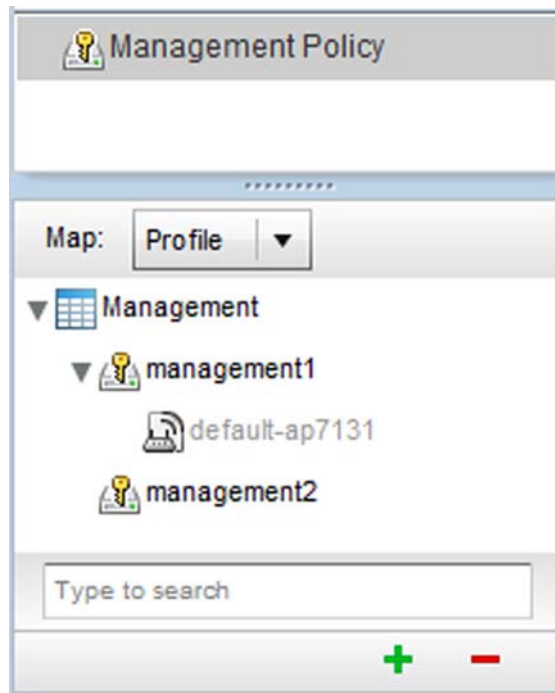 Management Policy
Map: Profile
Management
management1
default-ap7131
management2
Type to search